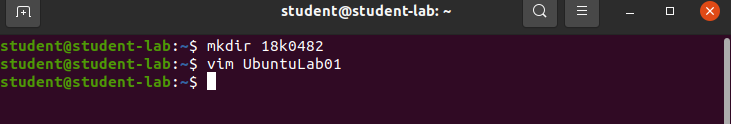 student@student-lab: ~
student@student-lab:~$ mkdir 18k0482
student@student-lab:~$ vim UbuntuLab01
student@student-lab:~$